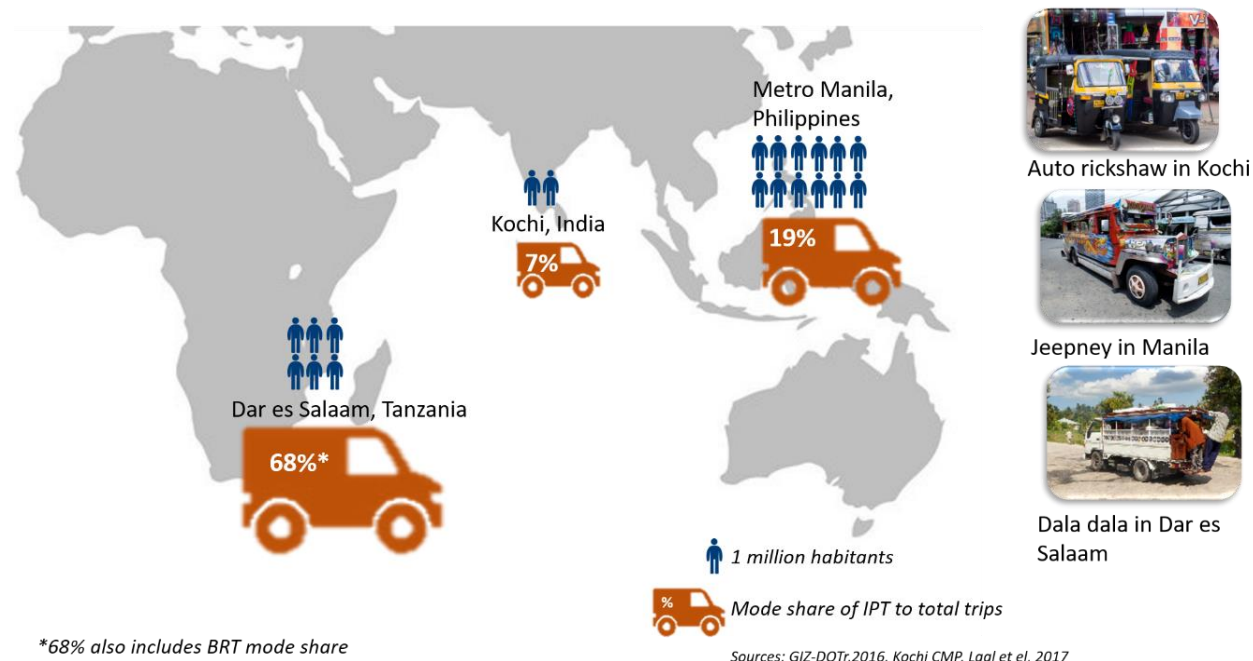 Metro Manila,
Philippines
Kochi, India
7%
19%
Dar es Salaam, Tanzania
68%*
1 million habitants
%
Mode share of IPT to total trips
*68% also includes BRT mode share
Sources: GIZ-DOTr.2016, Kochi CMP, Laal et el. 2017
Auto rickshaw in Kochi
Jeepney in Manila
Dala dala in Dar es
Salaam